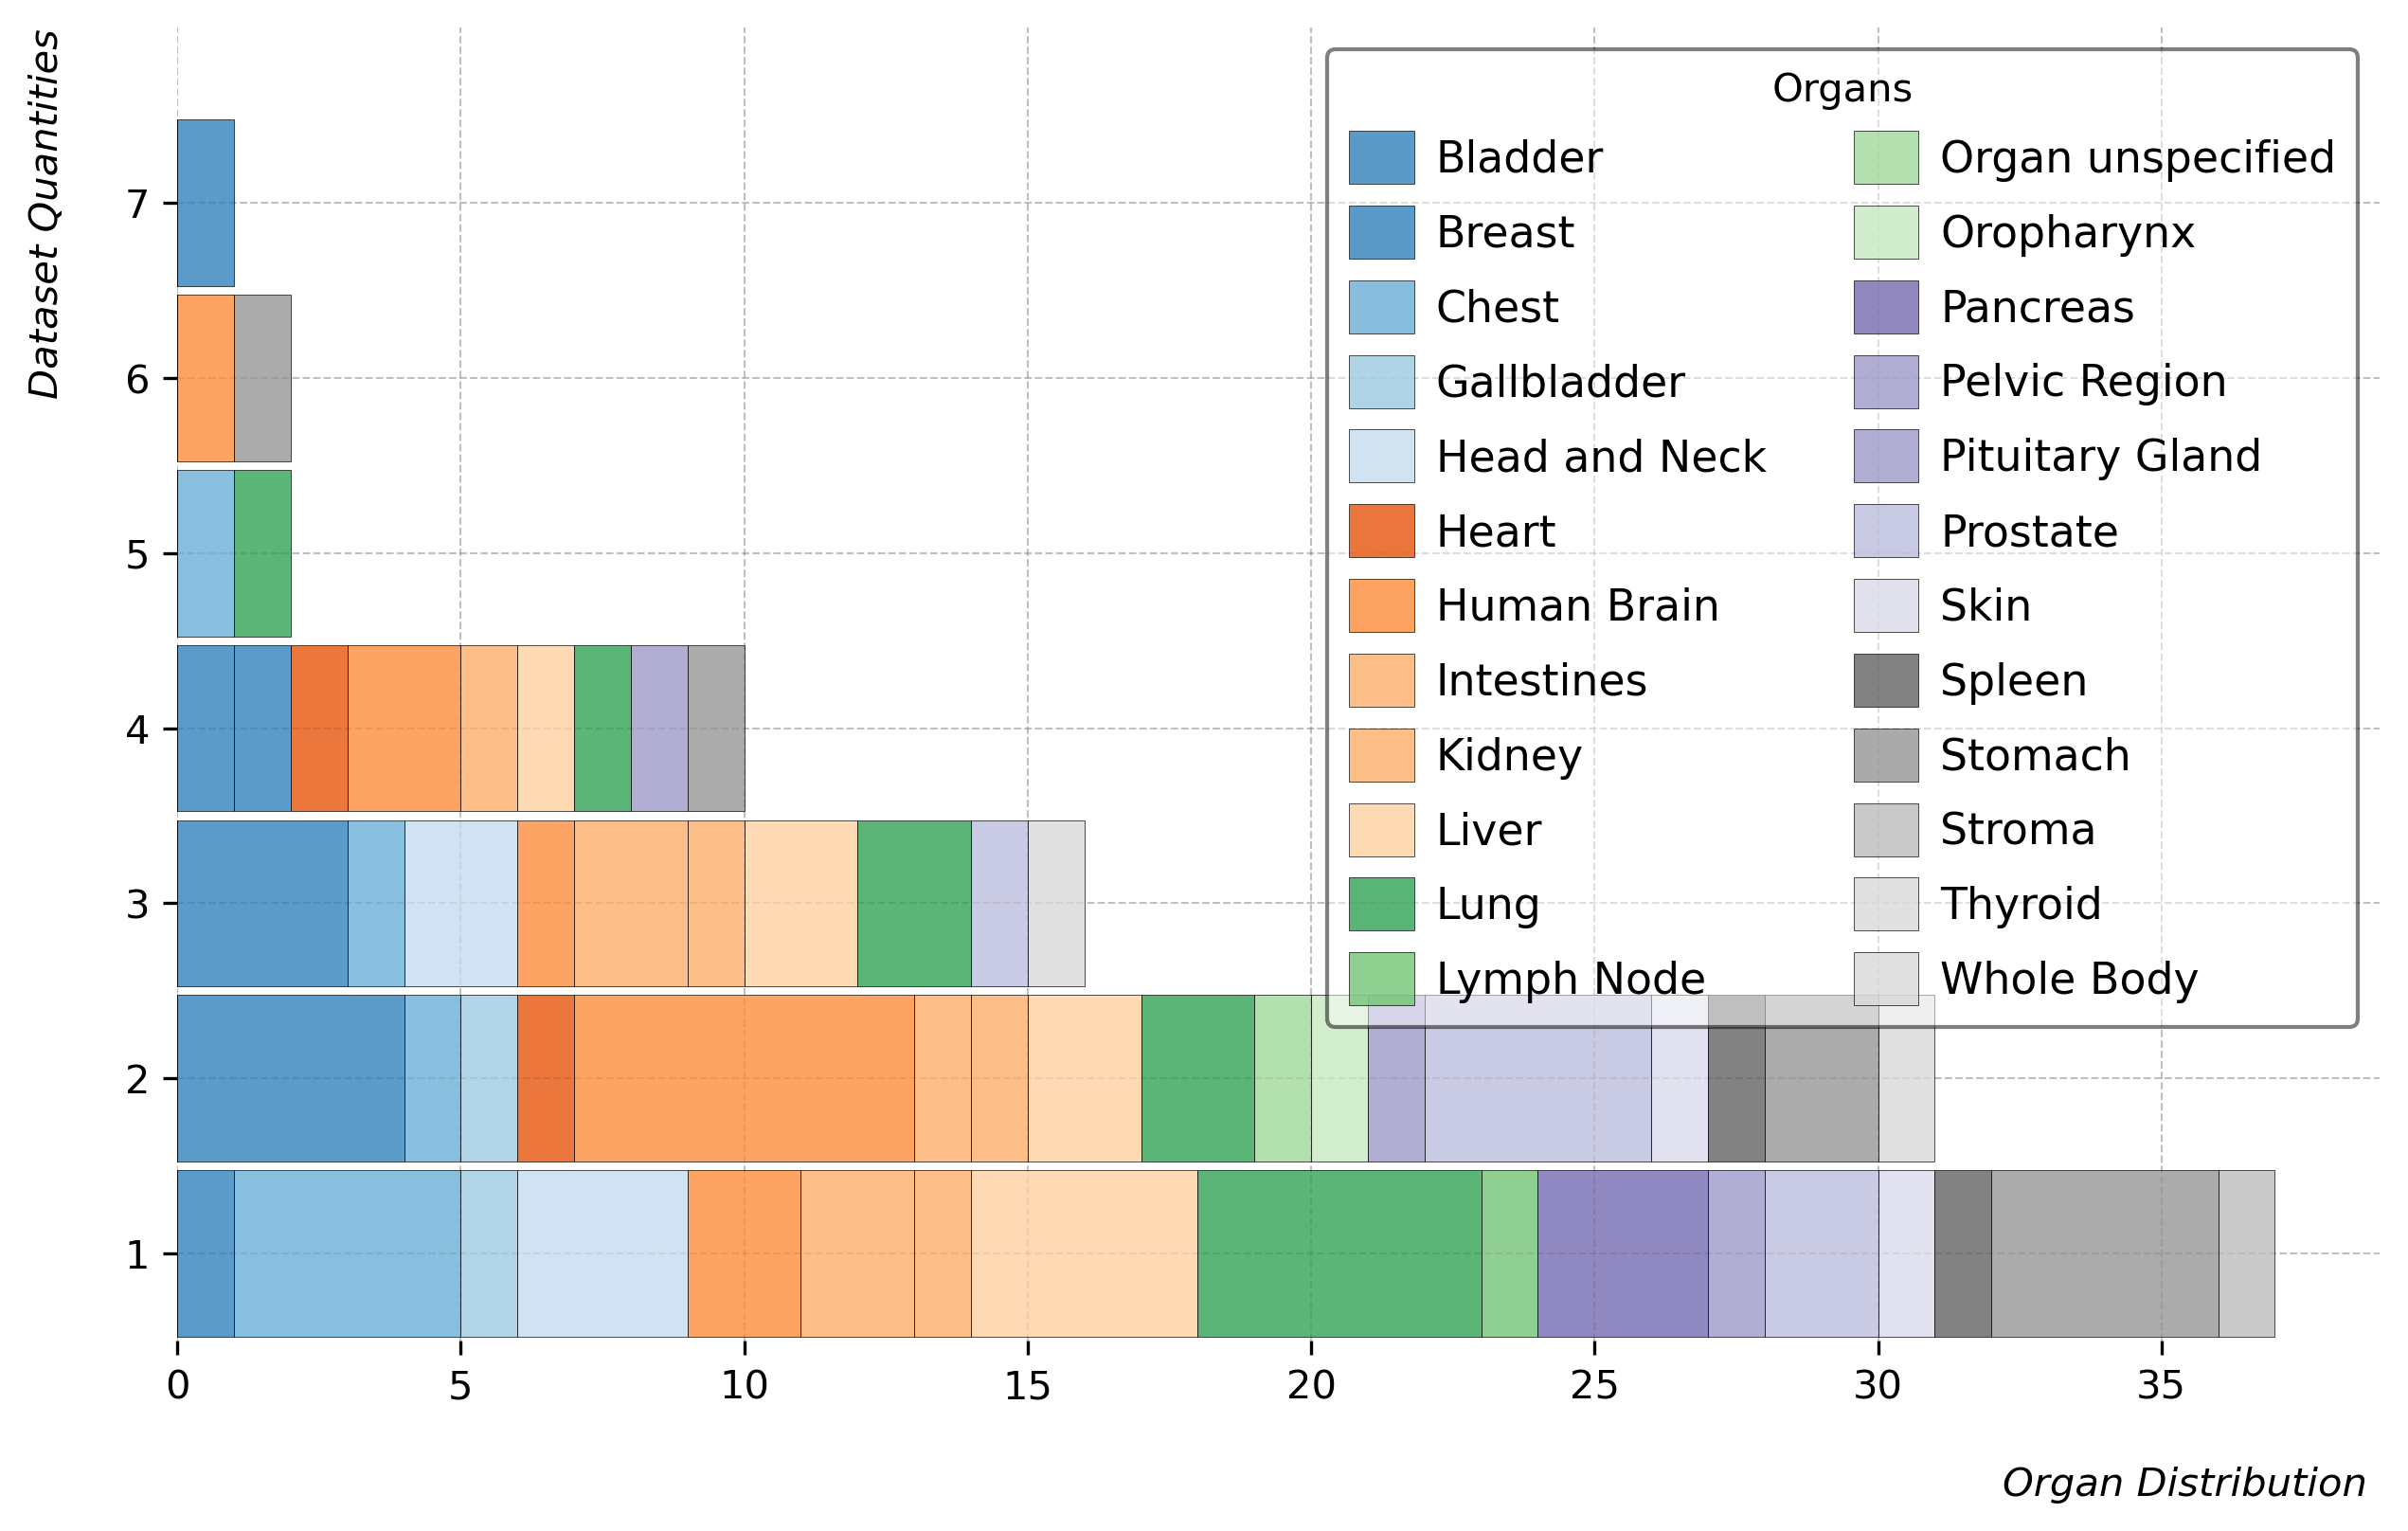 Dataset Quantities
7
6
5
4
3
2
1
0 5 10 15 20 25 30 35
Organ Distribution
Organs
Bladder
Breast
Chest
Gallbladder
Head and Neck
Heart
Human Brain
Intestines
Kidney
Liver
Lung
Lymph Node
Organ unspecified
Oropharynx
Pancreas
Pelvic Region
Pituitary Gland
Prostate
Skin
Spleen
Stomach
Stroma
Thyroid
Whole Body